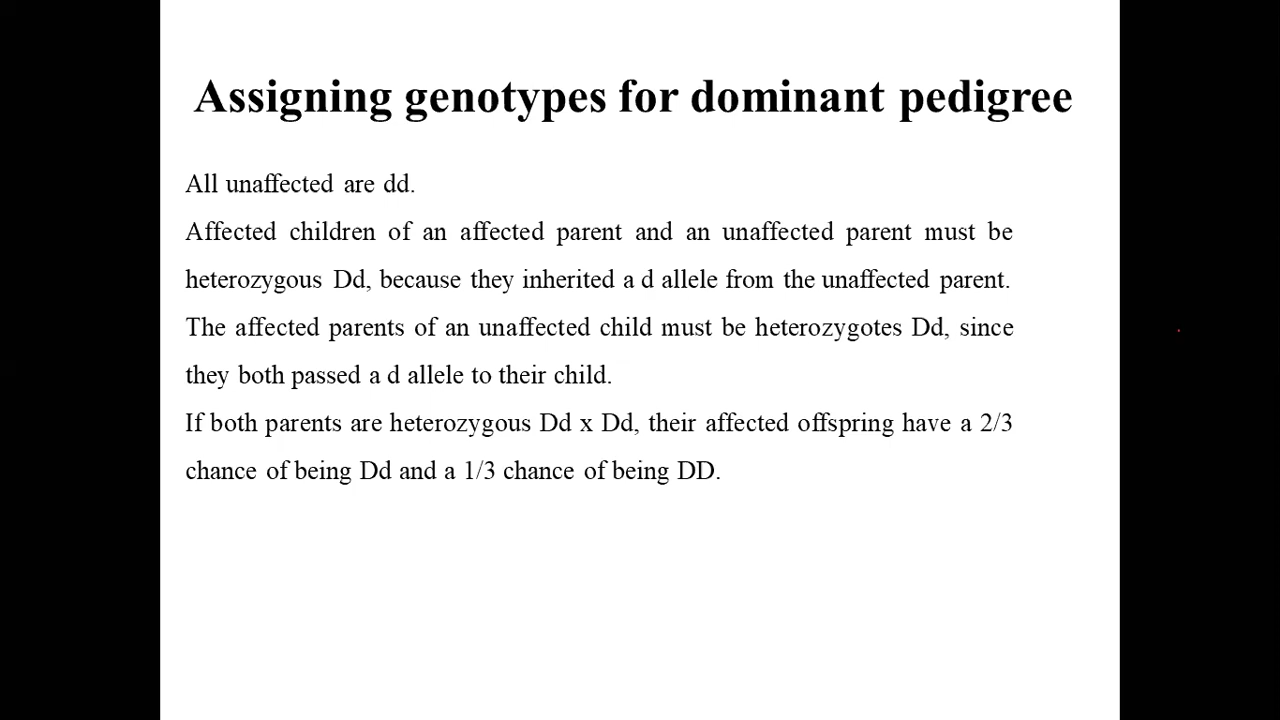 Assigning genotypes for dominant pedigree
All unaffected are dd.
Affected children of an affected parent and an unaffected parent must be
heterozygous Dd, because they inherited a d allele from the unaffected parent.
The affected parents of an unaffected child must be heterozygotes Dd, since
they both passed a d allele to their child.
If both parents are heterozygous Dd x Dd, their affected offspring have a 2/3
chance of being Dd and a 1/3 chance of being DD.